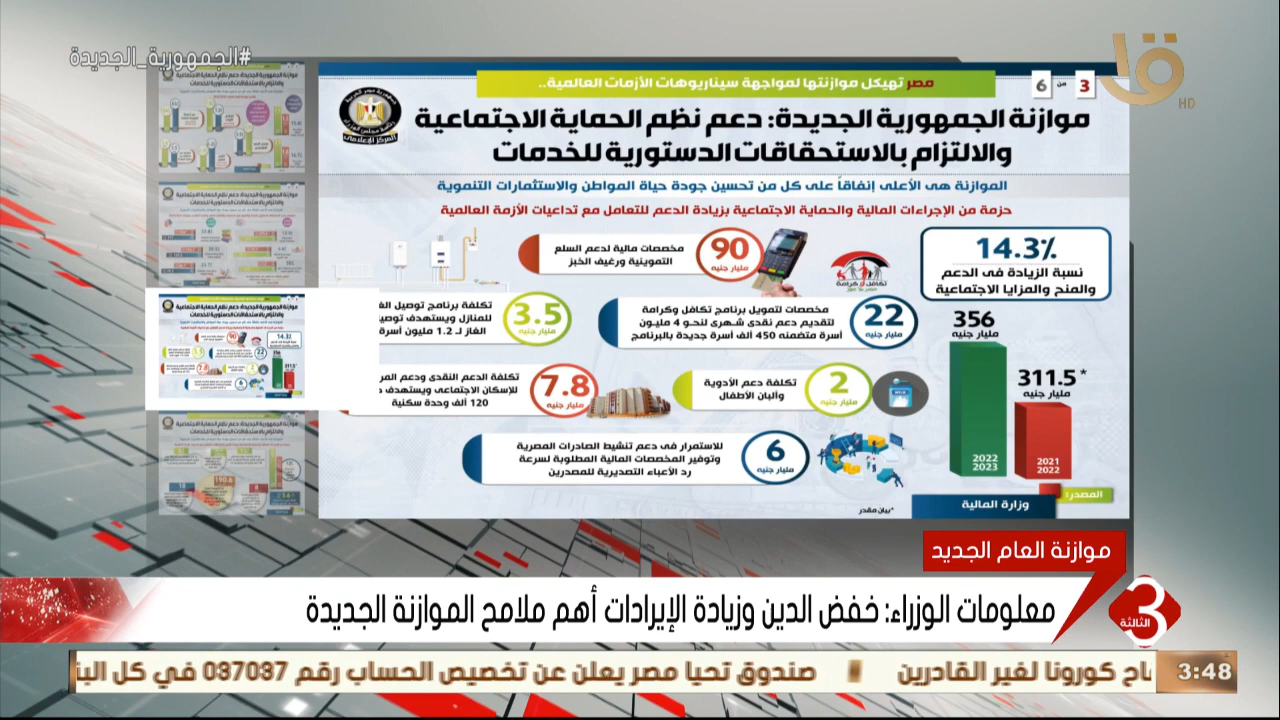 #الجمهورية_الجديدة
HD
3 من 6
مصر تهيكل موازنتها لمواجهة سيناريوهات الأزمات العالمية..
موازنة الجمهورية الجديدة: دعم نظم الحماية الاجتماعية
والالتزام بالاستحقاقات الدستورية للخدمات
الموازنة هى الأعلى إنفاقاً على كل من تحسين جودة حياة المواطن والاستثمارات التنموية
حزمة من الإجراءات المالية والحماية الاجتماعية بزيادة الدعم للتعامل مع تداعيات الأزمة العالمية
14.3٪
نسبة الزيادة فى الدعم
والمنح والمزايا الاجتماعية
356
مليار جنيه
311.5*
مليار جنيه
2022
2023
2021
2022
تكافل وكرامة
90
مليار جنيه
مخصصات مالية لدعم السلع
التموينية ورغيف الخبز
22
مليار جنيه
مخصصات لتمويل برنامج تكافل وكرامة
لتقديم دعم نقدى شهرى لنحو 4 مليون
أسرة متضمنه 450 ألف أسرة جديدة بالبرنامج
3.5
مليار جنيه
تكلفة برنامج توصيل
للمنازل ويستهدف
الغاز لـ 1.2 مليون أسرة
2
مليار جنيه
تكلفة دعم الأدوية
وألبان الأطفال
7.8
مليار جنيه
تكلفة الدعم النقدى ودعم
للإسكان الاجتماعى ويستهدف
120 ألف وحدة سكنية
6
مليار جنيه
للاستمرار فى دعم تنشيط الصادرات المصرية
وتوفير المخصصات المالية المطلوبة لسرعة
رد الأعباء التصديرية للمصدرين
المصدر:
وزارة المالية
*بيان مقدر
موازنة العام الجديد
معلومات الوزراء: خفض الدين وزيادة الإيرادات أهم ملامح الموازنة الجديدة
3
الثالثة
كورونا لغير القادرين
صندوق تحيا مصر يعلن عن تخصيص الحساب رقم 037037 في كل
3:48